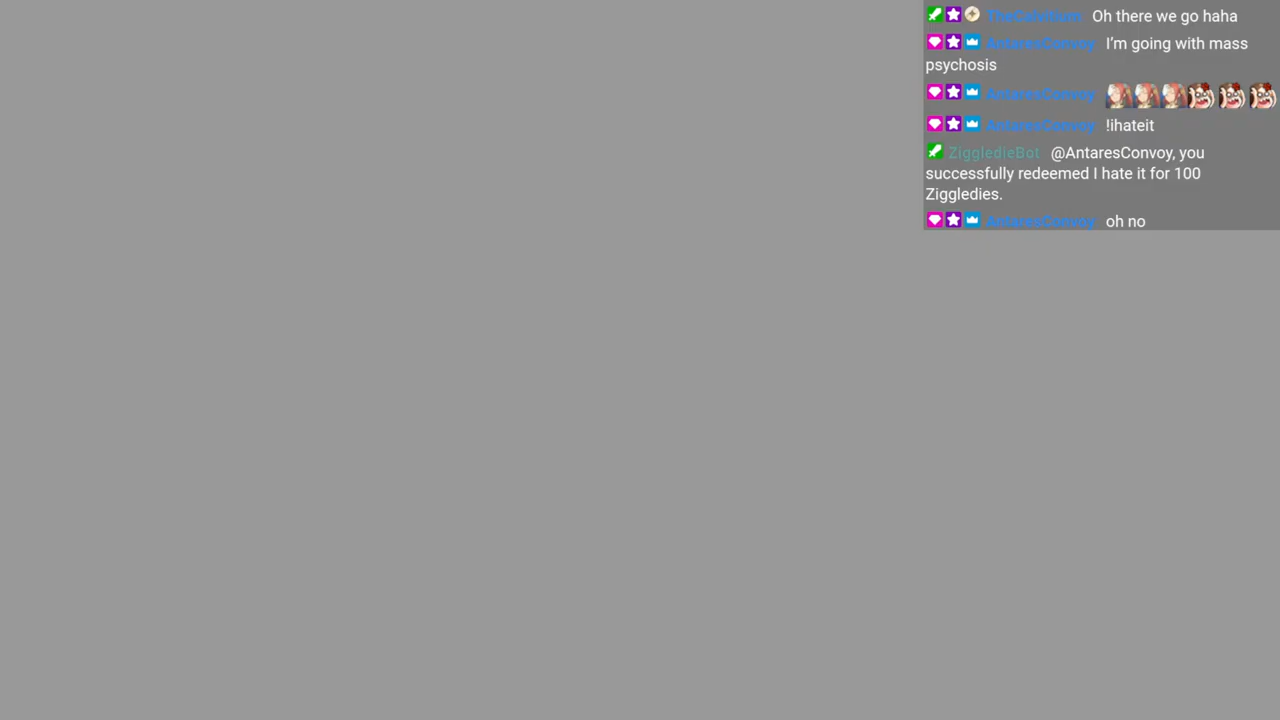 Oh there we go haha
AntaresConvoy I'm going with mass
psychosis
AntaresConvoy
AntaresConvoy !ihateit
ZiggledieBot @AntaresConvoy, you
successfully redeemed I hate it for 100
Ziggledies.
AntaresConvoy oh no